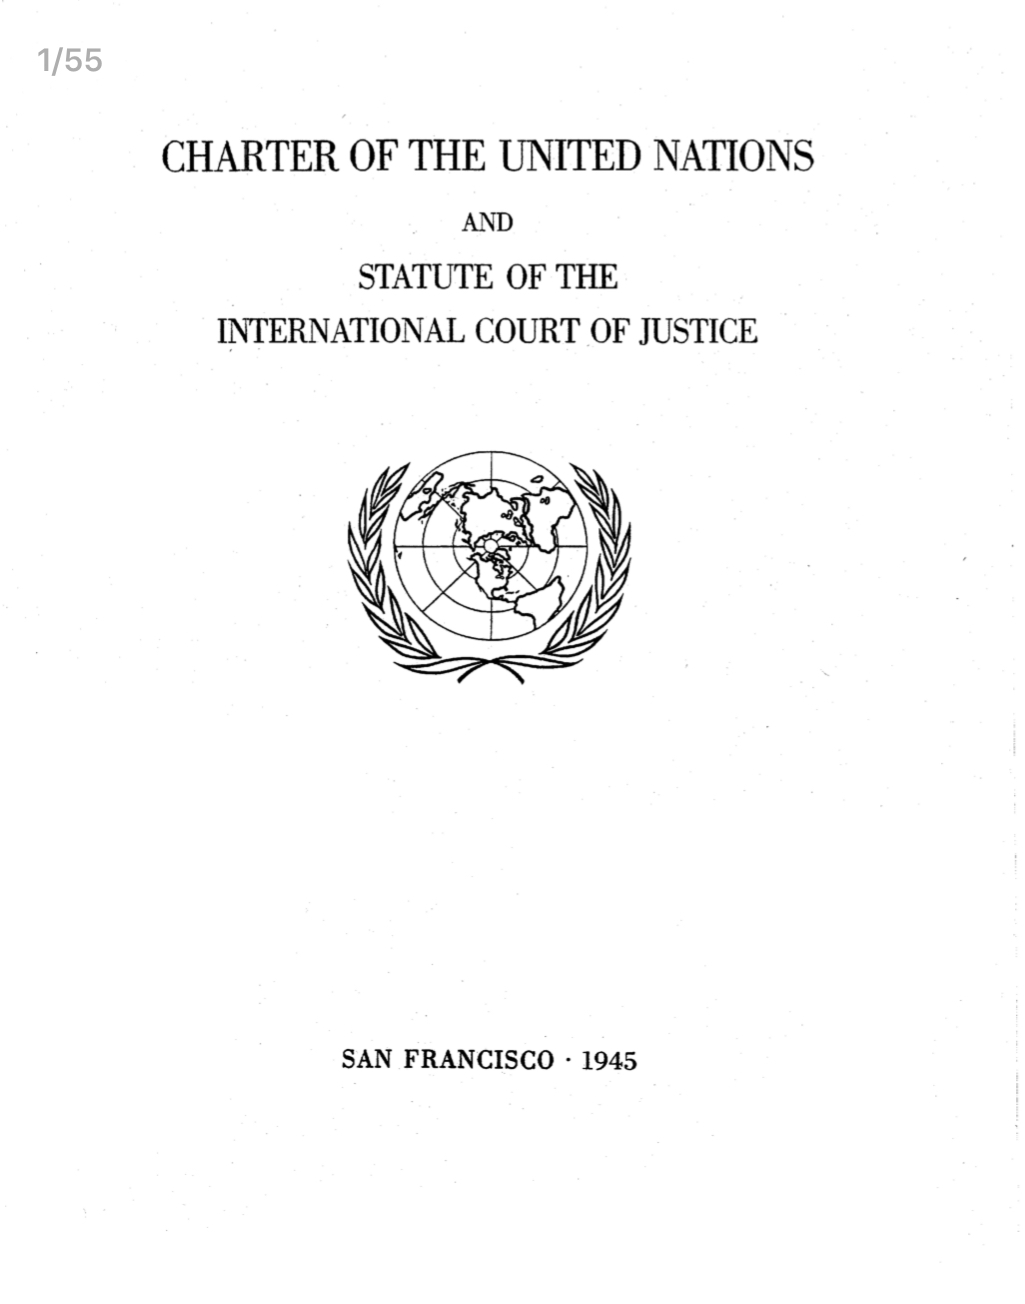 1/55
CHARTER OF THE UNITED NATIONS
AND
STATUTE OF THE
INTERNATIONAL COURT OF JUSTICE
SAN FRANCISCO · 1945